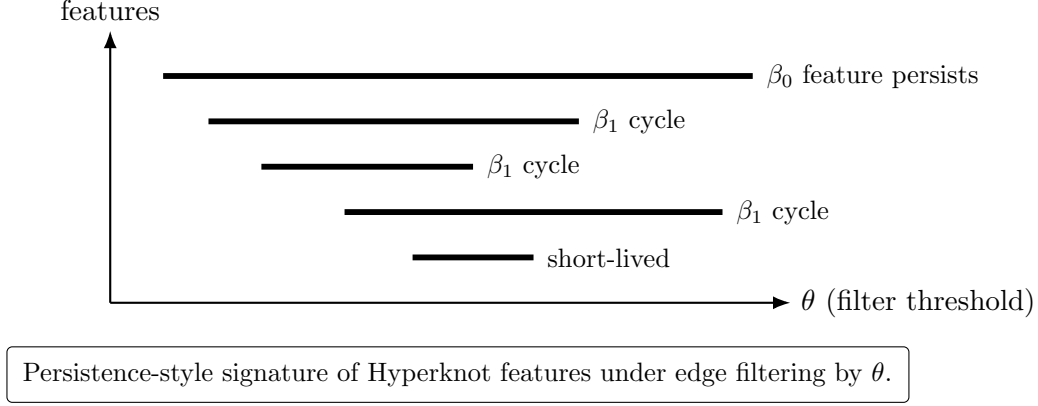 features
β₀ feature persists
β₁ cycle
β₁ cycle
β₁ cycle
short-lived
θ (filter threshold)
Persistence-style signature of Hyperknot features under edge filtering by θ.